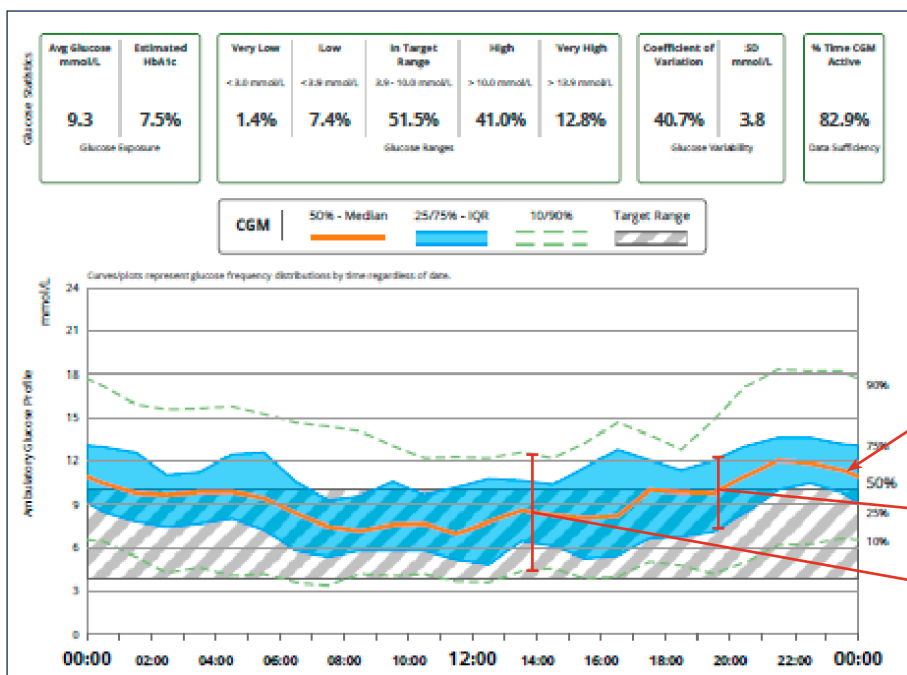 Glucose Statistics
Avg Glucose mmol/L
Estimated HbA1c
9.3
7.5%
Glucose Exposure
Very Low
Low
In Target Range
High
Very High
< 3.0 mmol/L
< 3.9 mmol/L
3.9 - 10.0 mmol/L
> 10.0 mmol/L
> 13.9 mmol/L
1.4%
7.4%
51.5%
41.0%
12.8%
Glucose Ranges
Coefficient of Variation
SD mmol/L
40.7%
3.8
Glucose Variability
% Time CGM Active
82.9%
Data Sufficiency
CGM
50% - Median
25/75% - IQR
10/90%
Target Range
Curves/plots represent glucose frequency distributions by time regardless of date.
mmol/L
Ambulatory Glucose Profile
24
21
18
15
12
9
6
3
0
90%
75%
50%
25%
10%
00:00 02:00 04:00 06:00 08:00 10:00 12:00 14:00 16:00 18:00 20:00 22:00 00:00